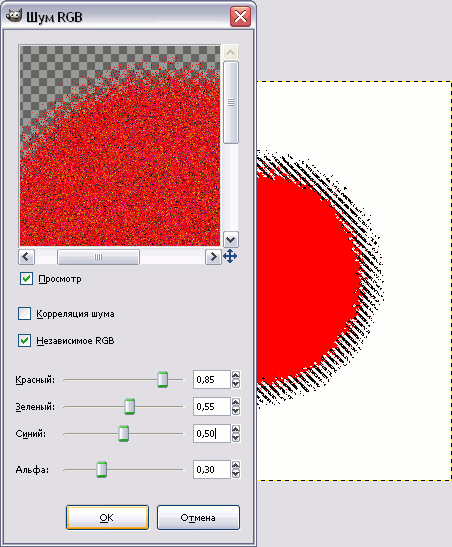 Шум RGB
Просмотр
Корреляция шума
Независимое RGB
Красный: 0,85
Зеленый: 0,55
Синий: 0,50
Альфа: 0,30
OK Отмена